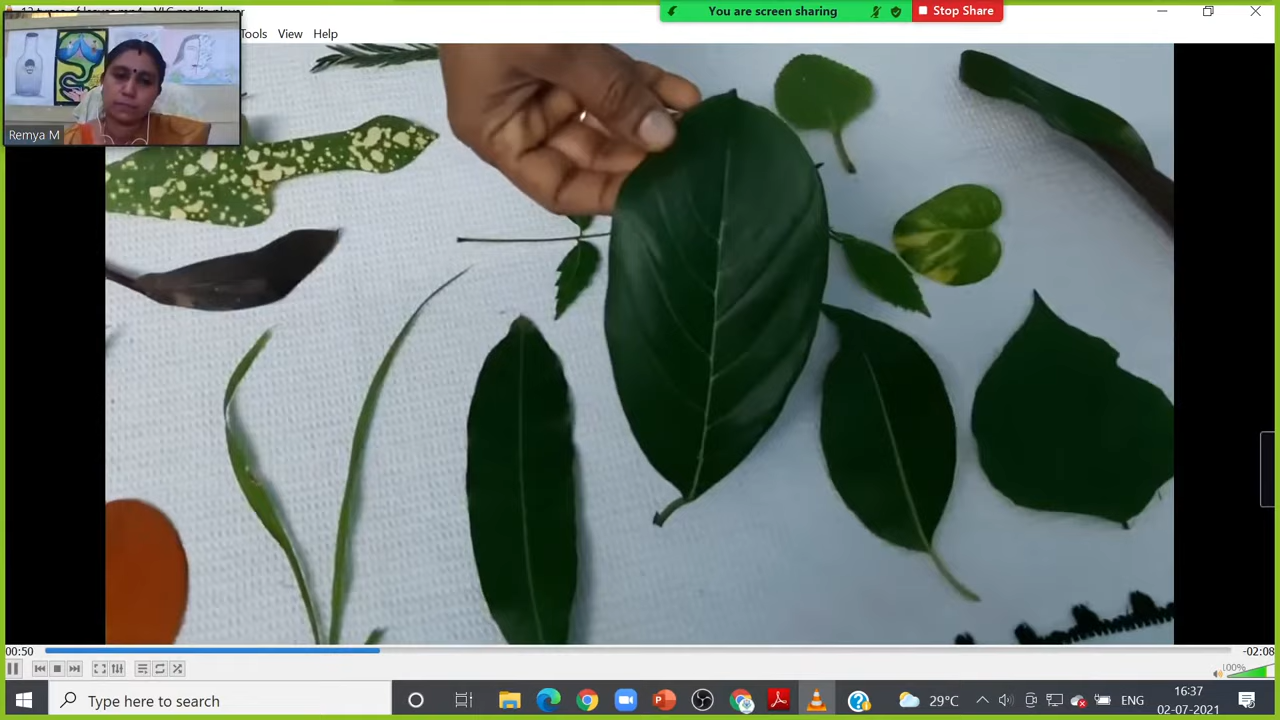 You are screen sharing
Stop Share
Tools View Help
Remya M
00:50
-02:08
100%
Type here to search
29°C
ENG
16:37
02-07-2021